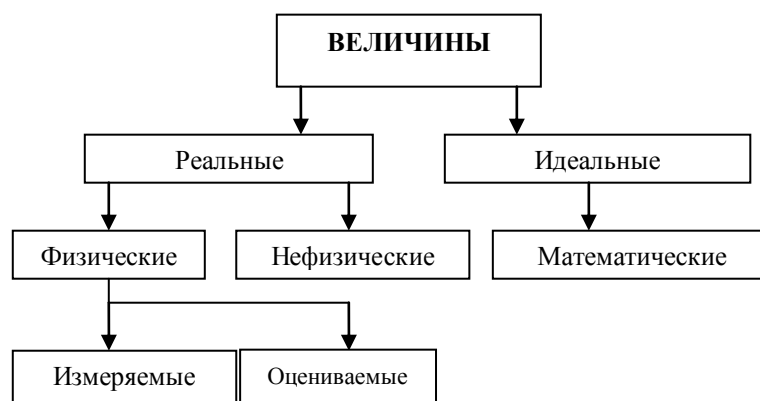 ВЕЛИЧИНЫ
Реальные
Идеальные
Физические
Нефизические
Математические
Измеряемые
Оцениваемые